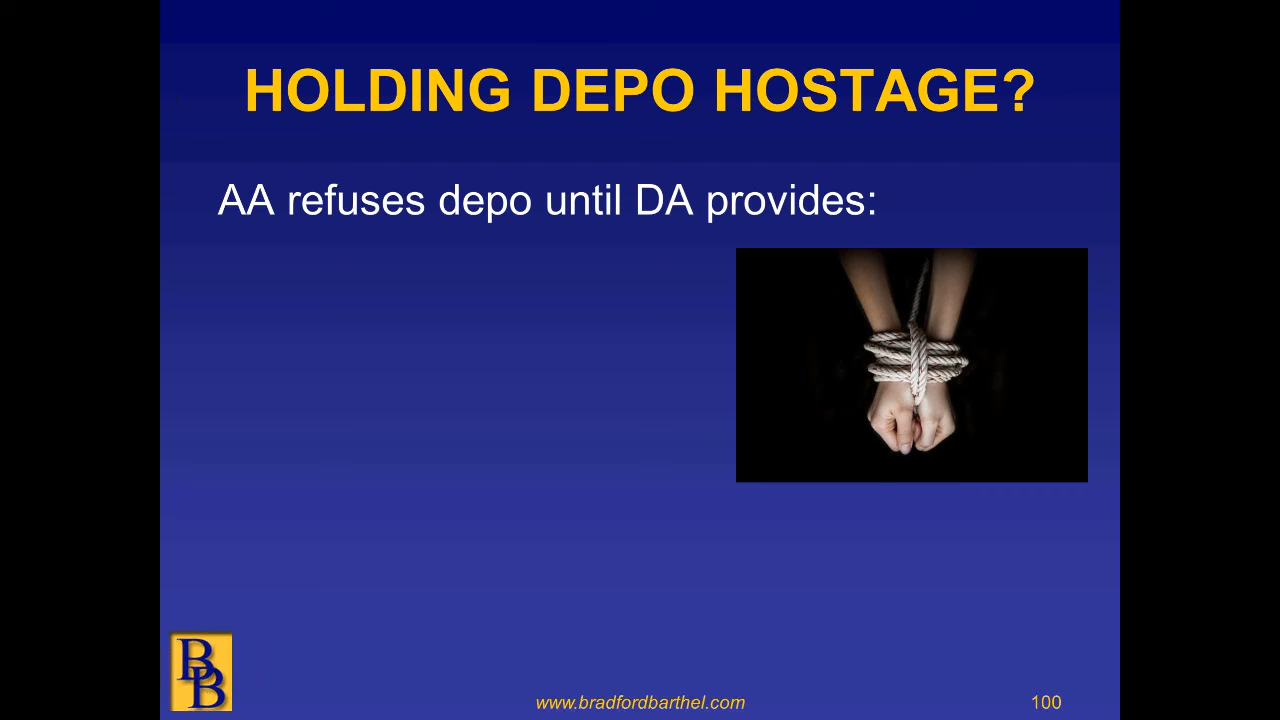 HOLDING DEPO HOSTAGE?
AA refuses depo until DA provides:
BB
www.bradfordbarthel.com
100